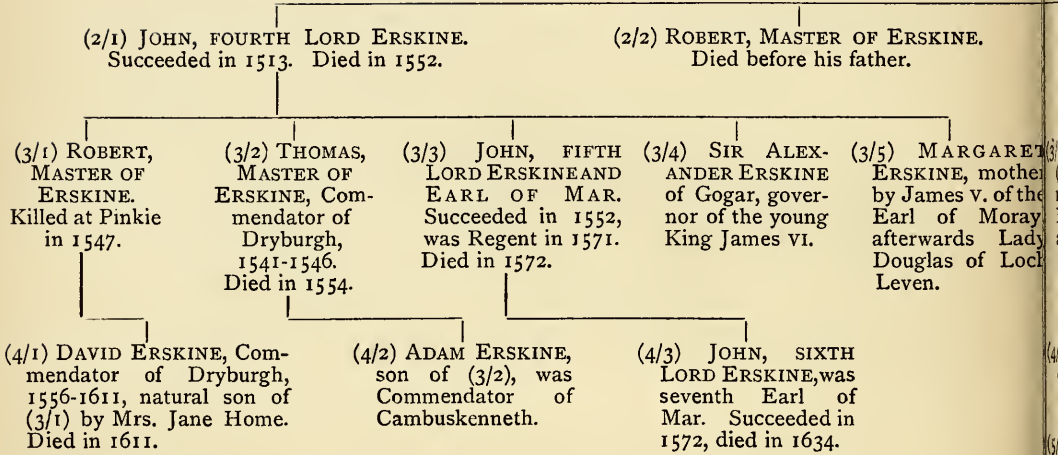 (2/1) JOHN, FOURTH LORD ERSKINE.
Succeeded in 1513. Died in 1552.
(2/2) ROBERT, MASTER OF ERSKINE.
Died before his father.
(3/1) ROBERT,
MASTER OF
ERSKINE.
Killed at Pinkie
in 1547.
(3/2) THOMAS,
MASTER OF
ERSKINE, Com-
mendator of
Dryburgh,
1541-1546.
Died in 1554.
(3/3) JOHN, FIFTH
LORD ERSKINE AND
EARL OF MAR.
Succeeded in 1552,
was Regent in 1571.
Died in 1572.
(3/4) SIR ALEX-
ANDER ERSKINE
of Gogar, gover-
nor of the young
King James VI.
(3/5) MARGARET
ERSKINE, mother
by James V. of the
Earl of Moray
afterwards Lady
Douglas of Loch
Leven.
(4/1) DAVID ERSKINE, Com-
mendator of Dryburgh,
1556-1611, natural son of
(3/1) by Mrs. Jane Home.
Died in 1611.
(4/2) ADAM ERSKINE,
son of (3/2), was
Commendator of
Cambuskenneth.
(4/3) JOHN, SIXTH
LORD ERSKINE, was
seventh Earl of
Mar. Succeeded in
1572, died in 1634.